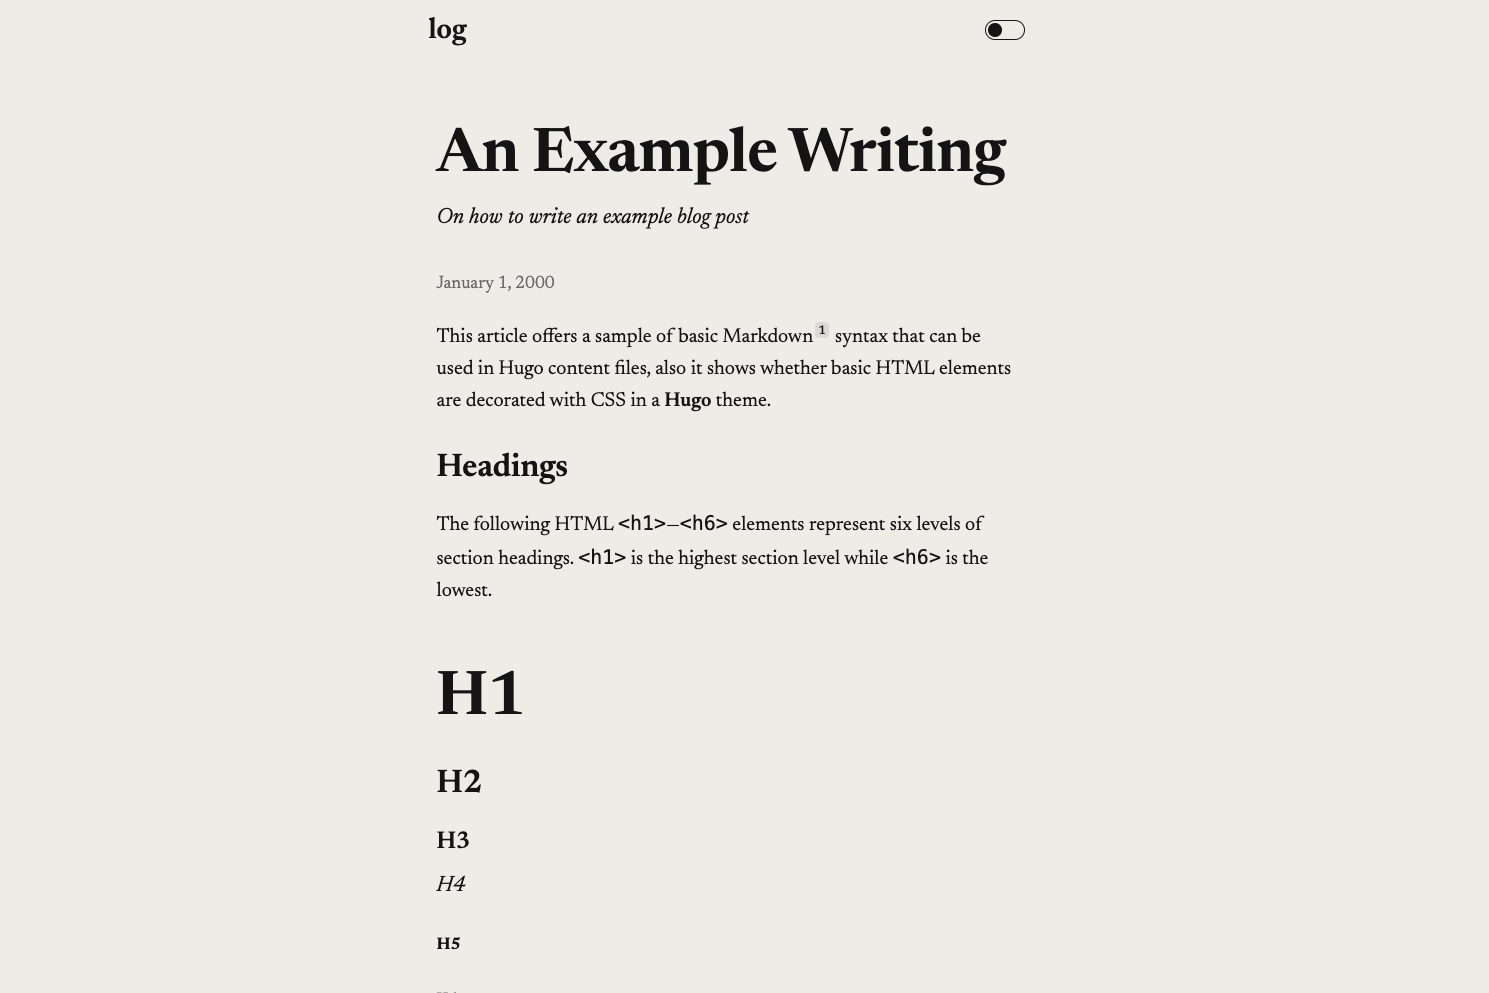 log
An Example Writing
On how to write an example blog post
January 1, 2000
This article offers a sample of basic Markdown 1 syntax that can be
used in Hugo content files, also it shows whether basic HTML elements
are decorated with CSS in a Hugo theme.
Headings
The following HTML <h1>—<h6> elements represent six levels of
section headings. <h1> is the highest section level while <h6> is the
lowest.
H1
H2
H3
H4
H5